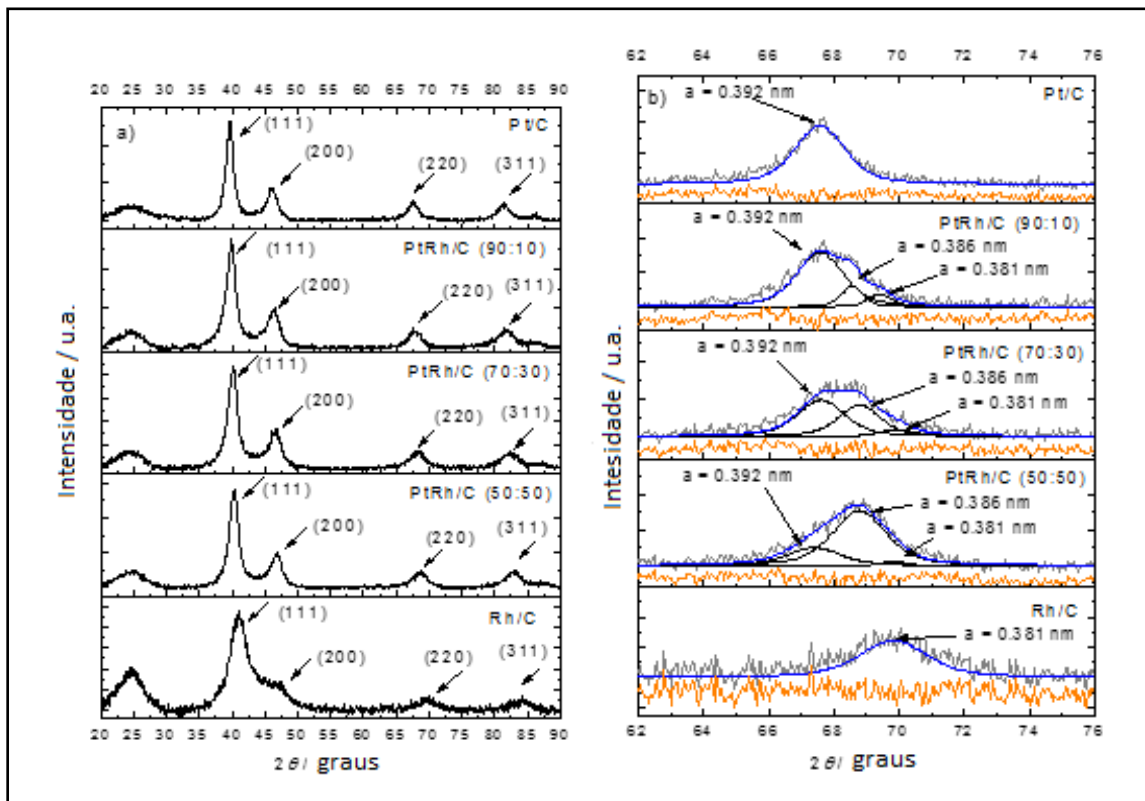 20 25 30 35 40 45 50 55 60 65 70 75 80 85 90
a)
(111)
Pt/C
(200)
(220)
(311)
PtRh/C (90:10)
(111)
(200)
(220)
(311)
PtRh/C (70:30)
(111)
(200)
(220)
(311)
PtRh/C (50:50)
(111)
(200)
(220)
(311)
Rh/C
(111)
(200)
(220)
(311)
20 25 30 35 40 45 50 55 60 65 70 75 80 85 90
2θ/ graus
Intensidade / u.a.
62 64 66 68 70 72 74 76
b)
a = 0.392 nm
Pt/C
PtRh/C (90:10)
a = 0.392 nm
a = 0.386 nm
a = 0.381 nm
PtRh/C (70:30)
a = 0.392 nm
a = 0.386 nm
a = 0.381 nm
PtRh/C (50:50)
a = 0.392 nm
a = 0.386 nm
a = 0.381 nm
Rh/C
a = 0.381 nm
62 64 66 68 70 72 74 76
2θ/ graus
Intesidade / u.a.